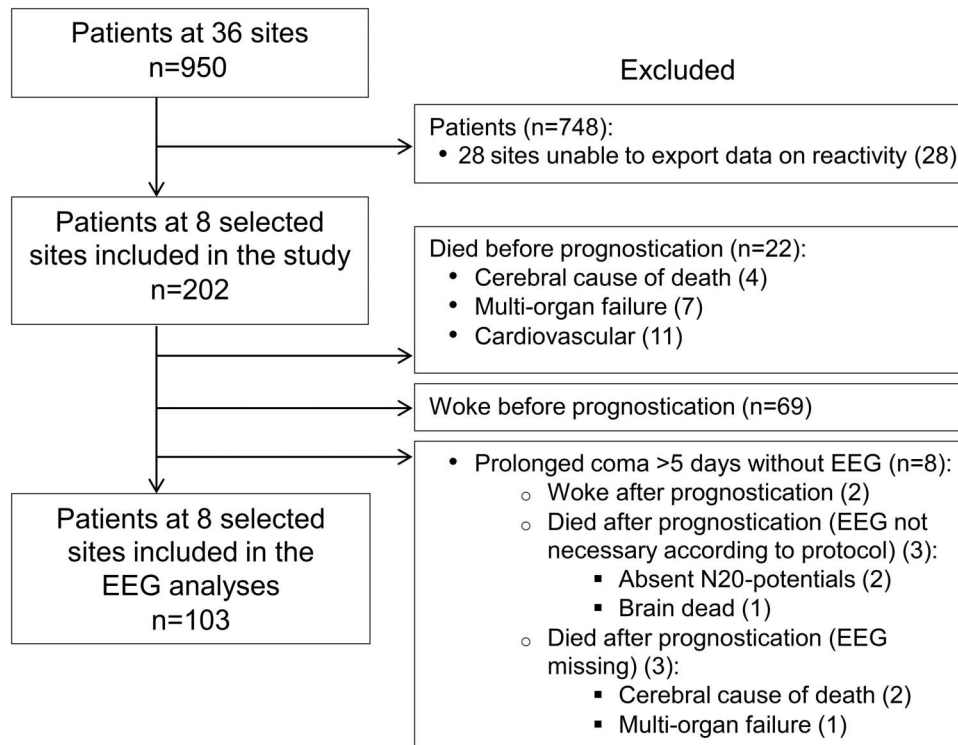 Patients at 36 sites
n=950
Excluded
Patients (n=748):
• 28 sites unable to export data on reactivity (28)
Patients at 8 selected
sites included in the study
n=202
Died before prognostication (n=22):
• Cerebral cause of death (4)
• Multi-organ failure (7)
• Cardiovascular (11)
Woke before prognostication (n=69)
• Prolonged coma >5 days without EEG (n=8):
○ Woke after prognostication (2)
○ Died after prognostication (EEG not
necessary according to protocol) (3):
▪ Absent N20-potentials (2)
▪ Brain dead (1)
○ Died after prognostication (EEG
missing) (3):
▪ Cerebral cause of death (2)
▪ Multi-organ failure (1)
Patients at 8 selected
sites included in the
EEG analyses
n=103